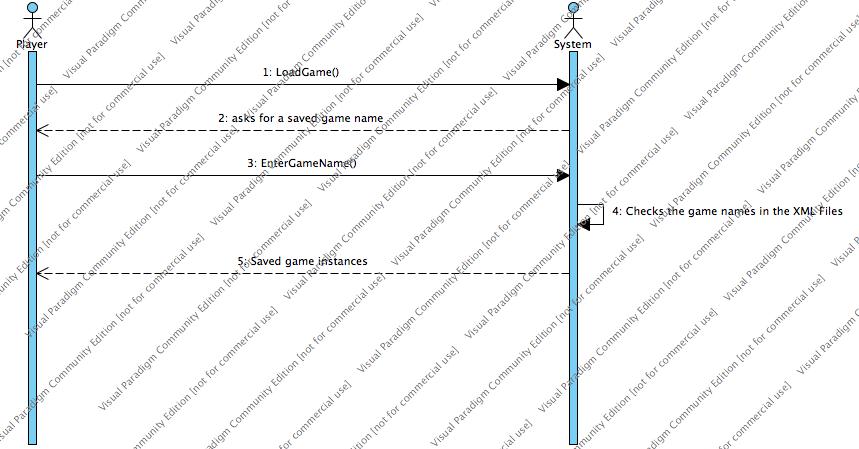 Player
System
1: LoadGame()
2: asks for a saved game name
3: EnterGameName()
4: Checks the game names in the XML Files
5: Saved game instances
Visual Paradigm Community Edition [not for commercial use]